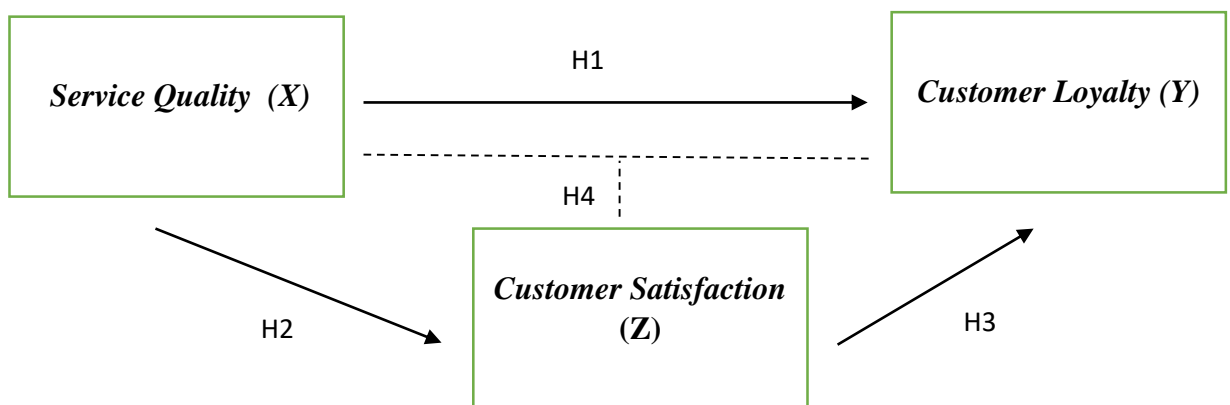 H1
Service Quality (X)
Customer Loyalty (Y)
H4
Customer Satisfaction
(Z)
H2
H3